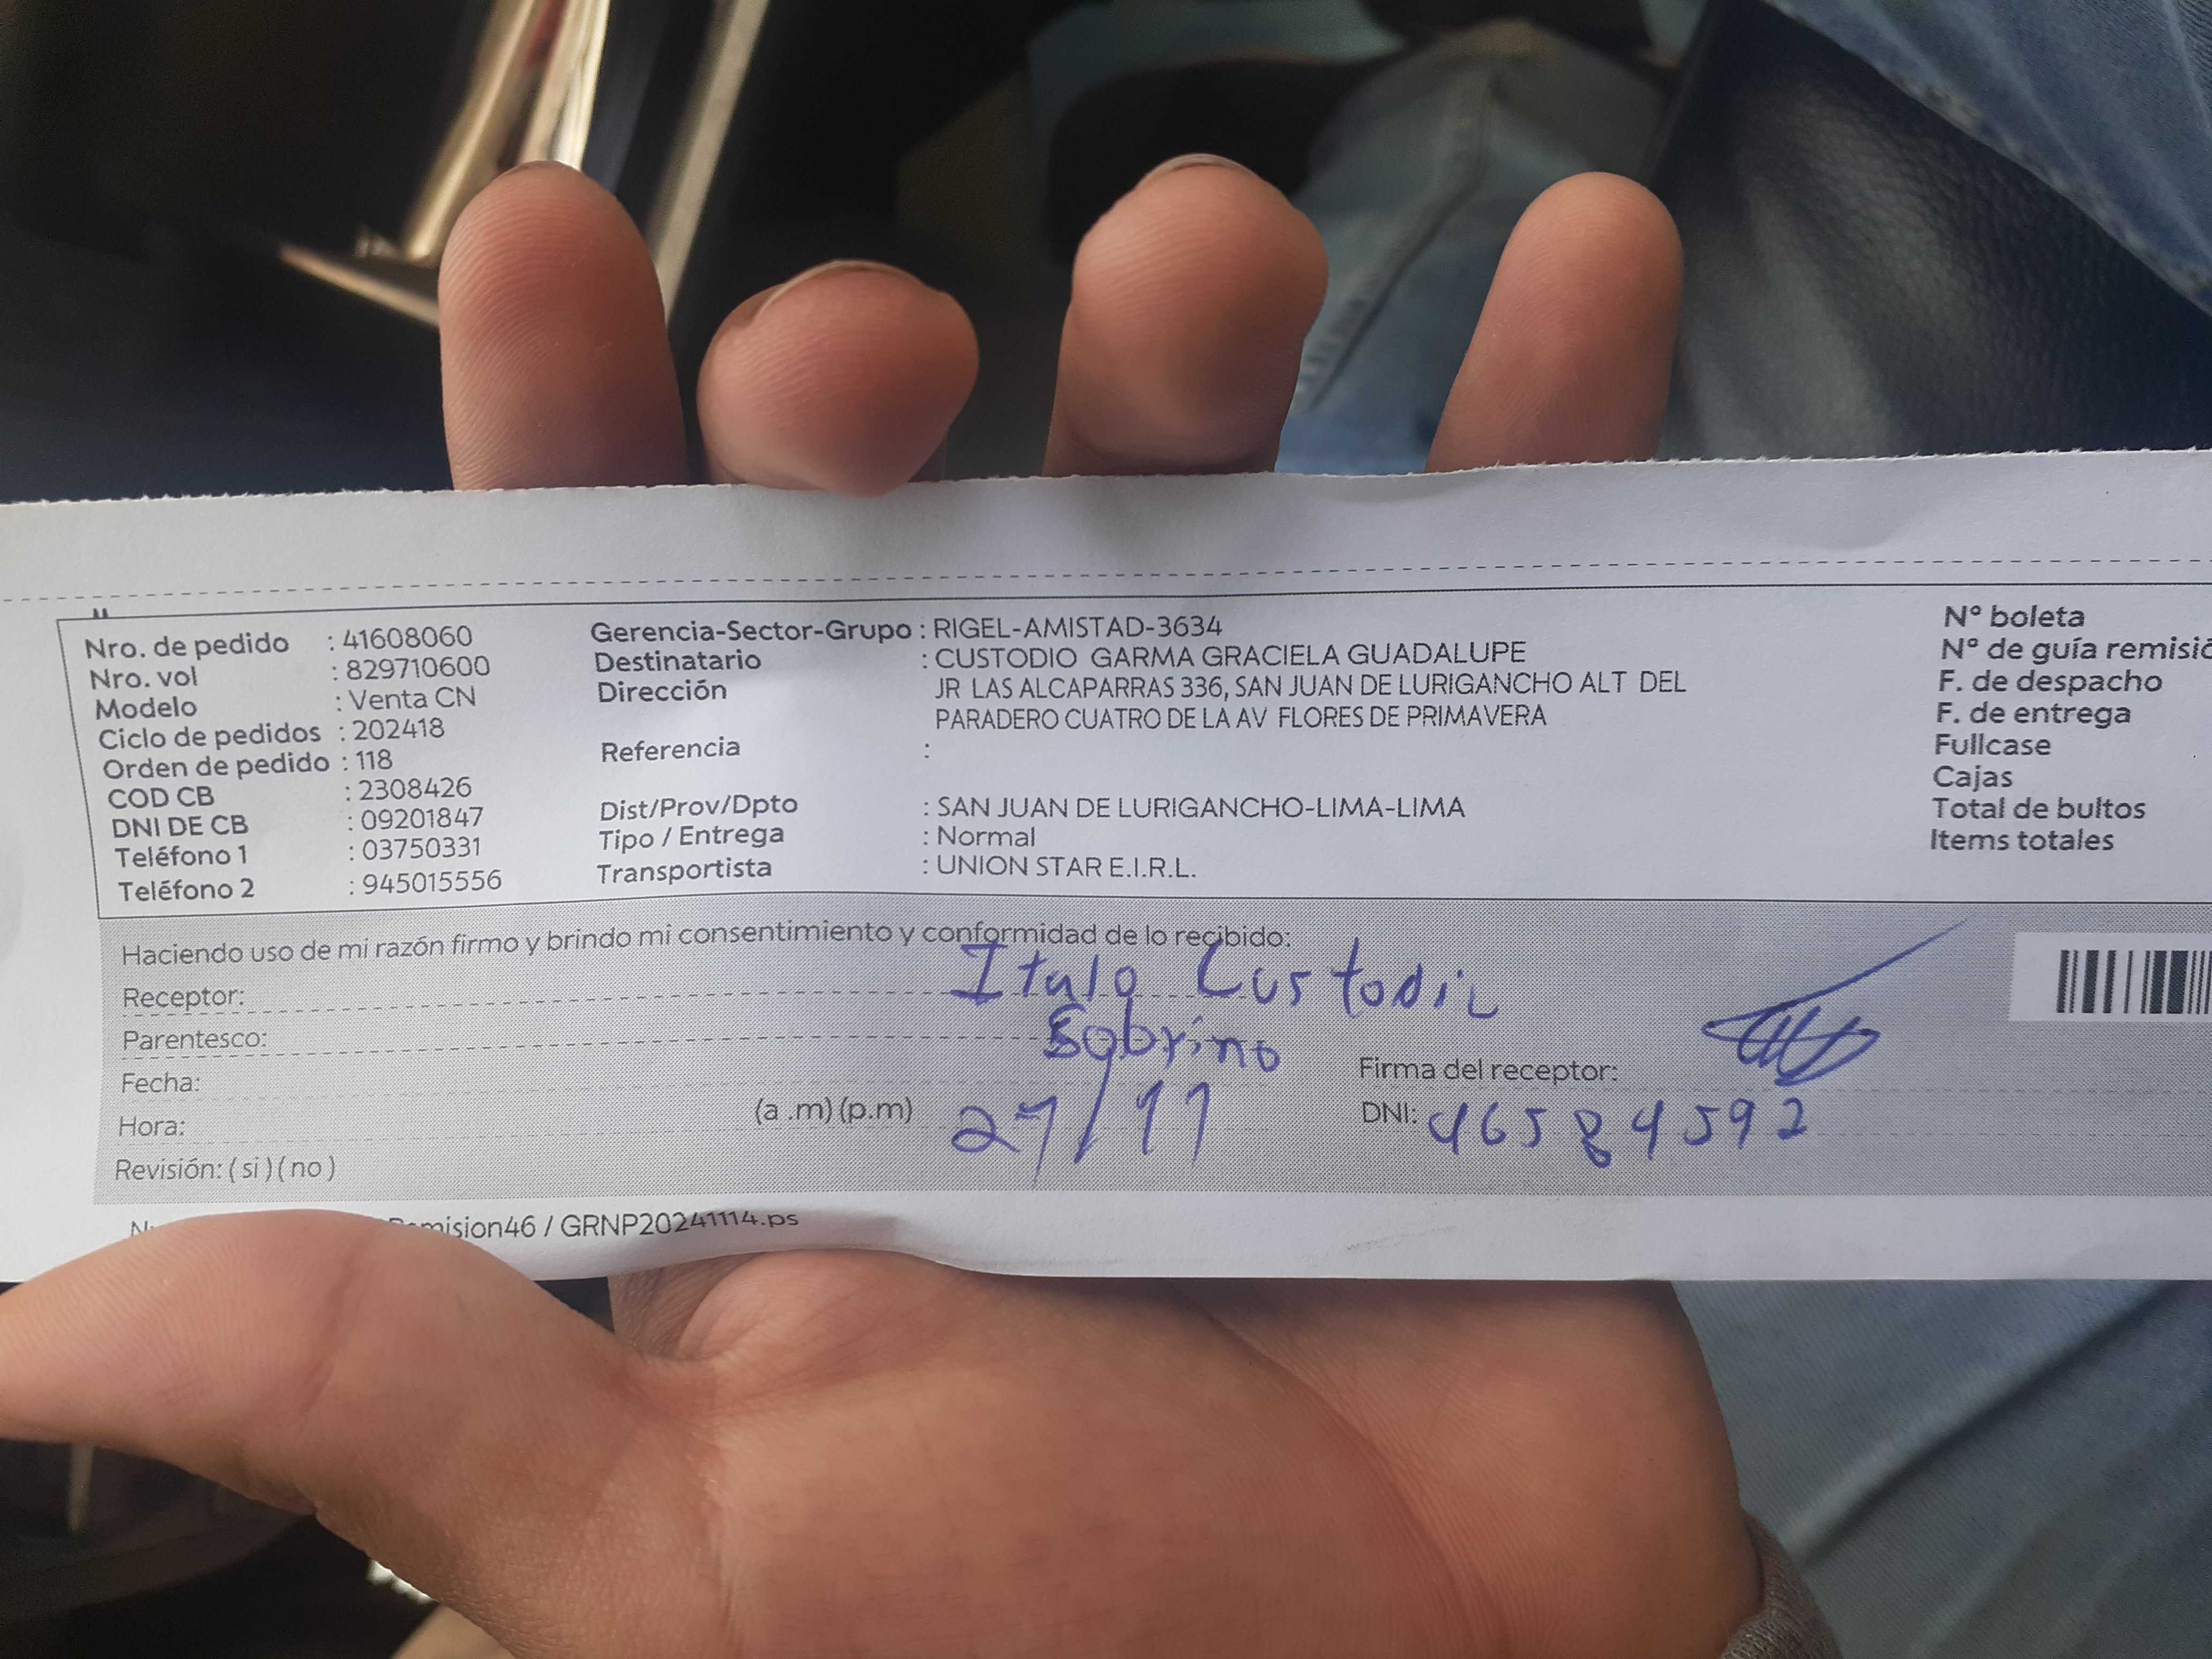 Nro. de pedido : 41608060
Nro. vol : 829710600
Modelo : Venta CN
Ciclo de pedidos : 202418
Orden de pedido : 118
COD CB : 2308426
DNI DE CB : 09201847
Teléfono 1 : 03750331
Teléfono 2 : 945015556
Gerencia-Sector-Grupo : RIGEL-AMISTAD-3634
Destinatario : CUSTODIO GARMA GRACIELA GUADALUPE
Dirección JR LAS ALCAPARRAS 336, SAN JUAN DE LURIGANCHO ALT DEL
PARADERO CUATRO DE LA AV FLORES DE PRIMAVERA
Referencia :
Dist/Prov/Dpto : SAN JUAN DE LURIGANCHO-LIMA-LIMA
Tipo / Entrega : Normal
Transportista : UNION STAR E.I.R.L.
N° boleta
N° de guía
F. de despacho
F. de entrega
Fullcase
Cajas
Total de bultos
Items totales
Haciendo uso de mi razón firmo y brindo mi consentimiento y conformidad de lo recibido:
Receptor: Italo Custodio
Parentesco: Sobrino
Fecha: 27/11
Hora: (a .m) (p.m)
Revisión: ( si ) ( no )
Firma del receptor:
DNI: 46584592
/ GRNP20241114.ps